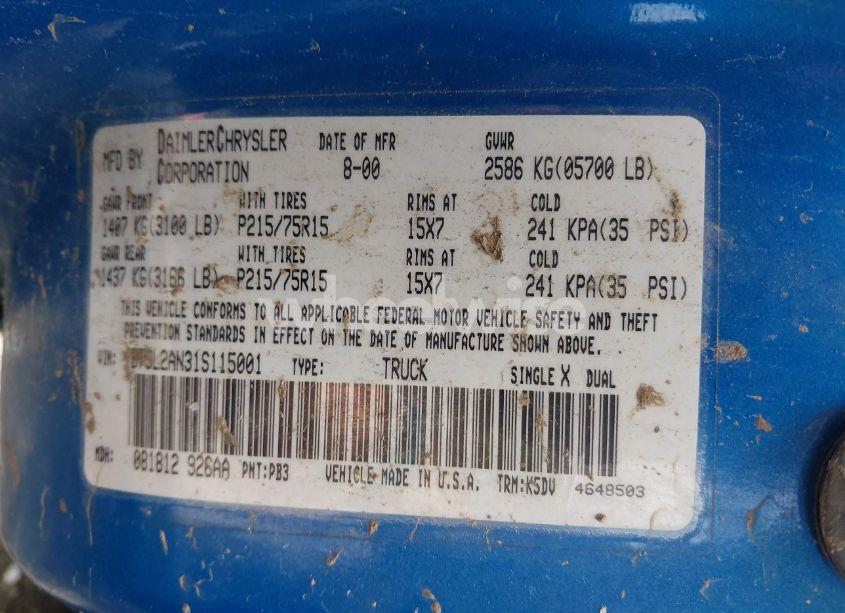 MFD BY DAIMLERCHRYSLER CORPORATION DATE OF MFR 8-00 GVWR 2586 KG(05700 LB)
GAWR FRONT WITH TIRES RIMS AT COLD
1407 KG(3100 LB) P215/75R15 15X7 241 KPA(35 PSI)
GAWR REAR WITH TIRES RIMS AT COLD
1437 KG(3166 LB) P215/75R15 15X7 241 KPA(35 PSI)
THIS VEHICLE CONFORMS TO ALL APPLICABLE FEDERAL MOTOR VEHICLE SAFETY AND THEFT
PREVENTION STANDARDS IN EFFECT ON THE DATE OF MANUFACTURE SHOWN ABOVE.
VIN: TYPE: TRUCK SINGLE X DUAL
MDH: 081812 926AA PNT:PB3 VEHICLE MADE IN U.S.A. TRM:K5DV 4648503